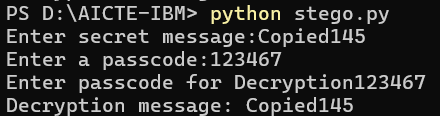 PS D:\AICTE-IBM> python stego.py
Enter secret message:Copied145
Enter a passcode:123467
Enter passcode for Decryption123467
Decryption message: Copied145